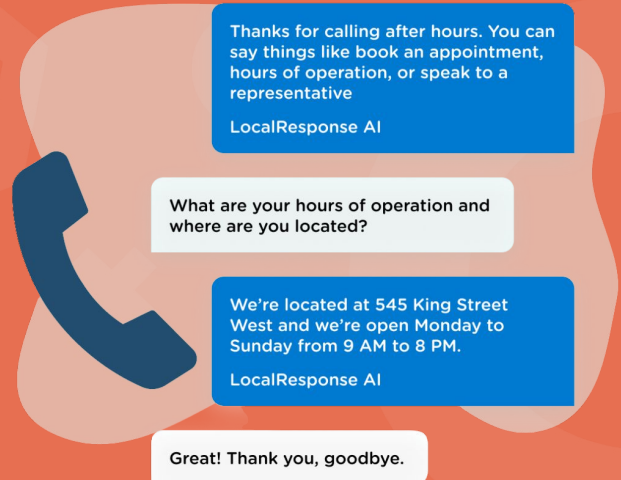 Thanks for calling after hours. You can
say things like book an appointment,
hours of operation, or speak to a
representative
LocalResponse AI
What are your hours of operation and
where are you located?
We’re located at 545 King Street
West and we’re open Monday to
Sunday from 9 AM to 8 PM.
LocalResponse AI
Great! Thank you, goodbye.